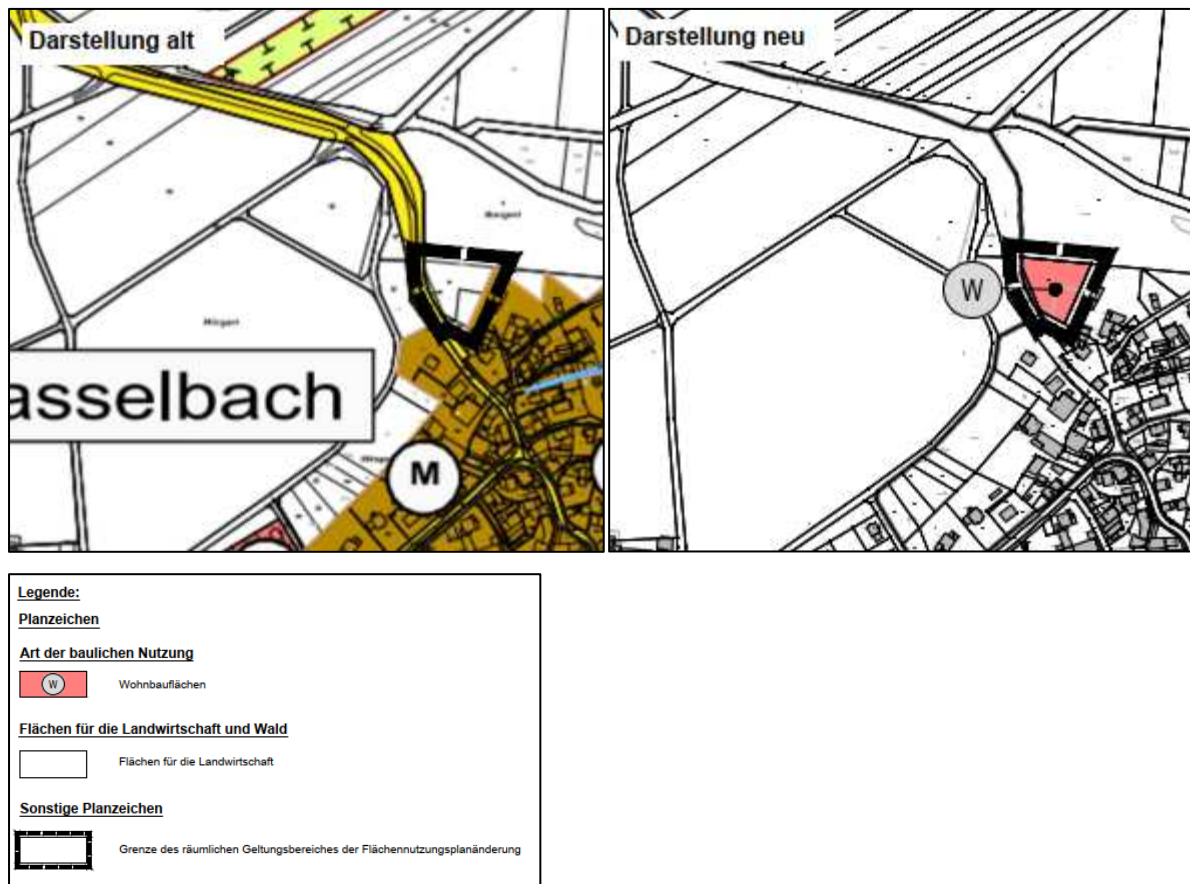 Darstellung alt
Darstellung neu
asselbach
M
W
Legende:
Planzeichen
Art der baulichen Nutzung
W
Wohnbauflächen
Flächen für die Landwirtschaft und Wald
Flächen für die Landwirtschaft
Sonstige Planzeichen
Grenze des räumlichen Geltungsbereiches der Flächennutzungsplanänderung